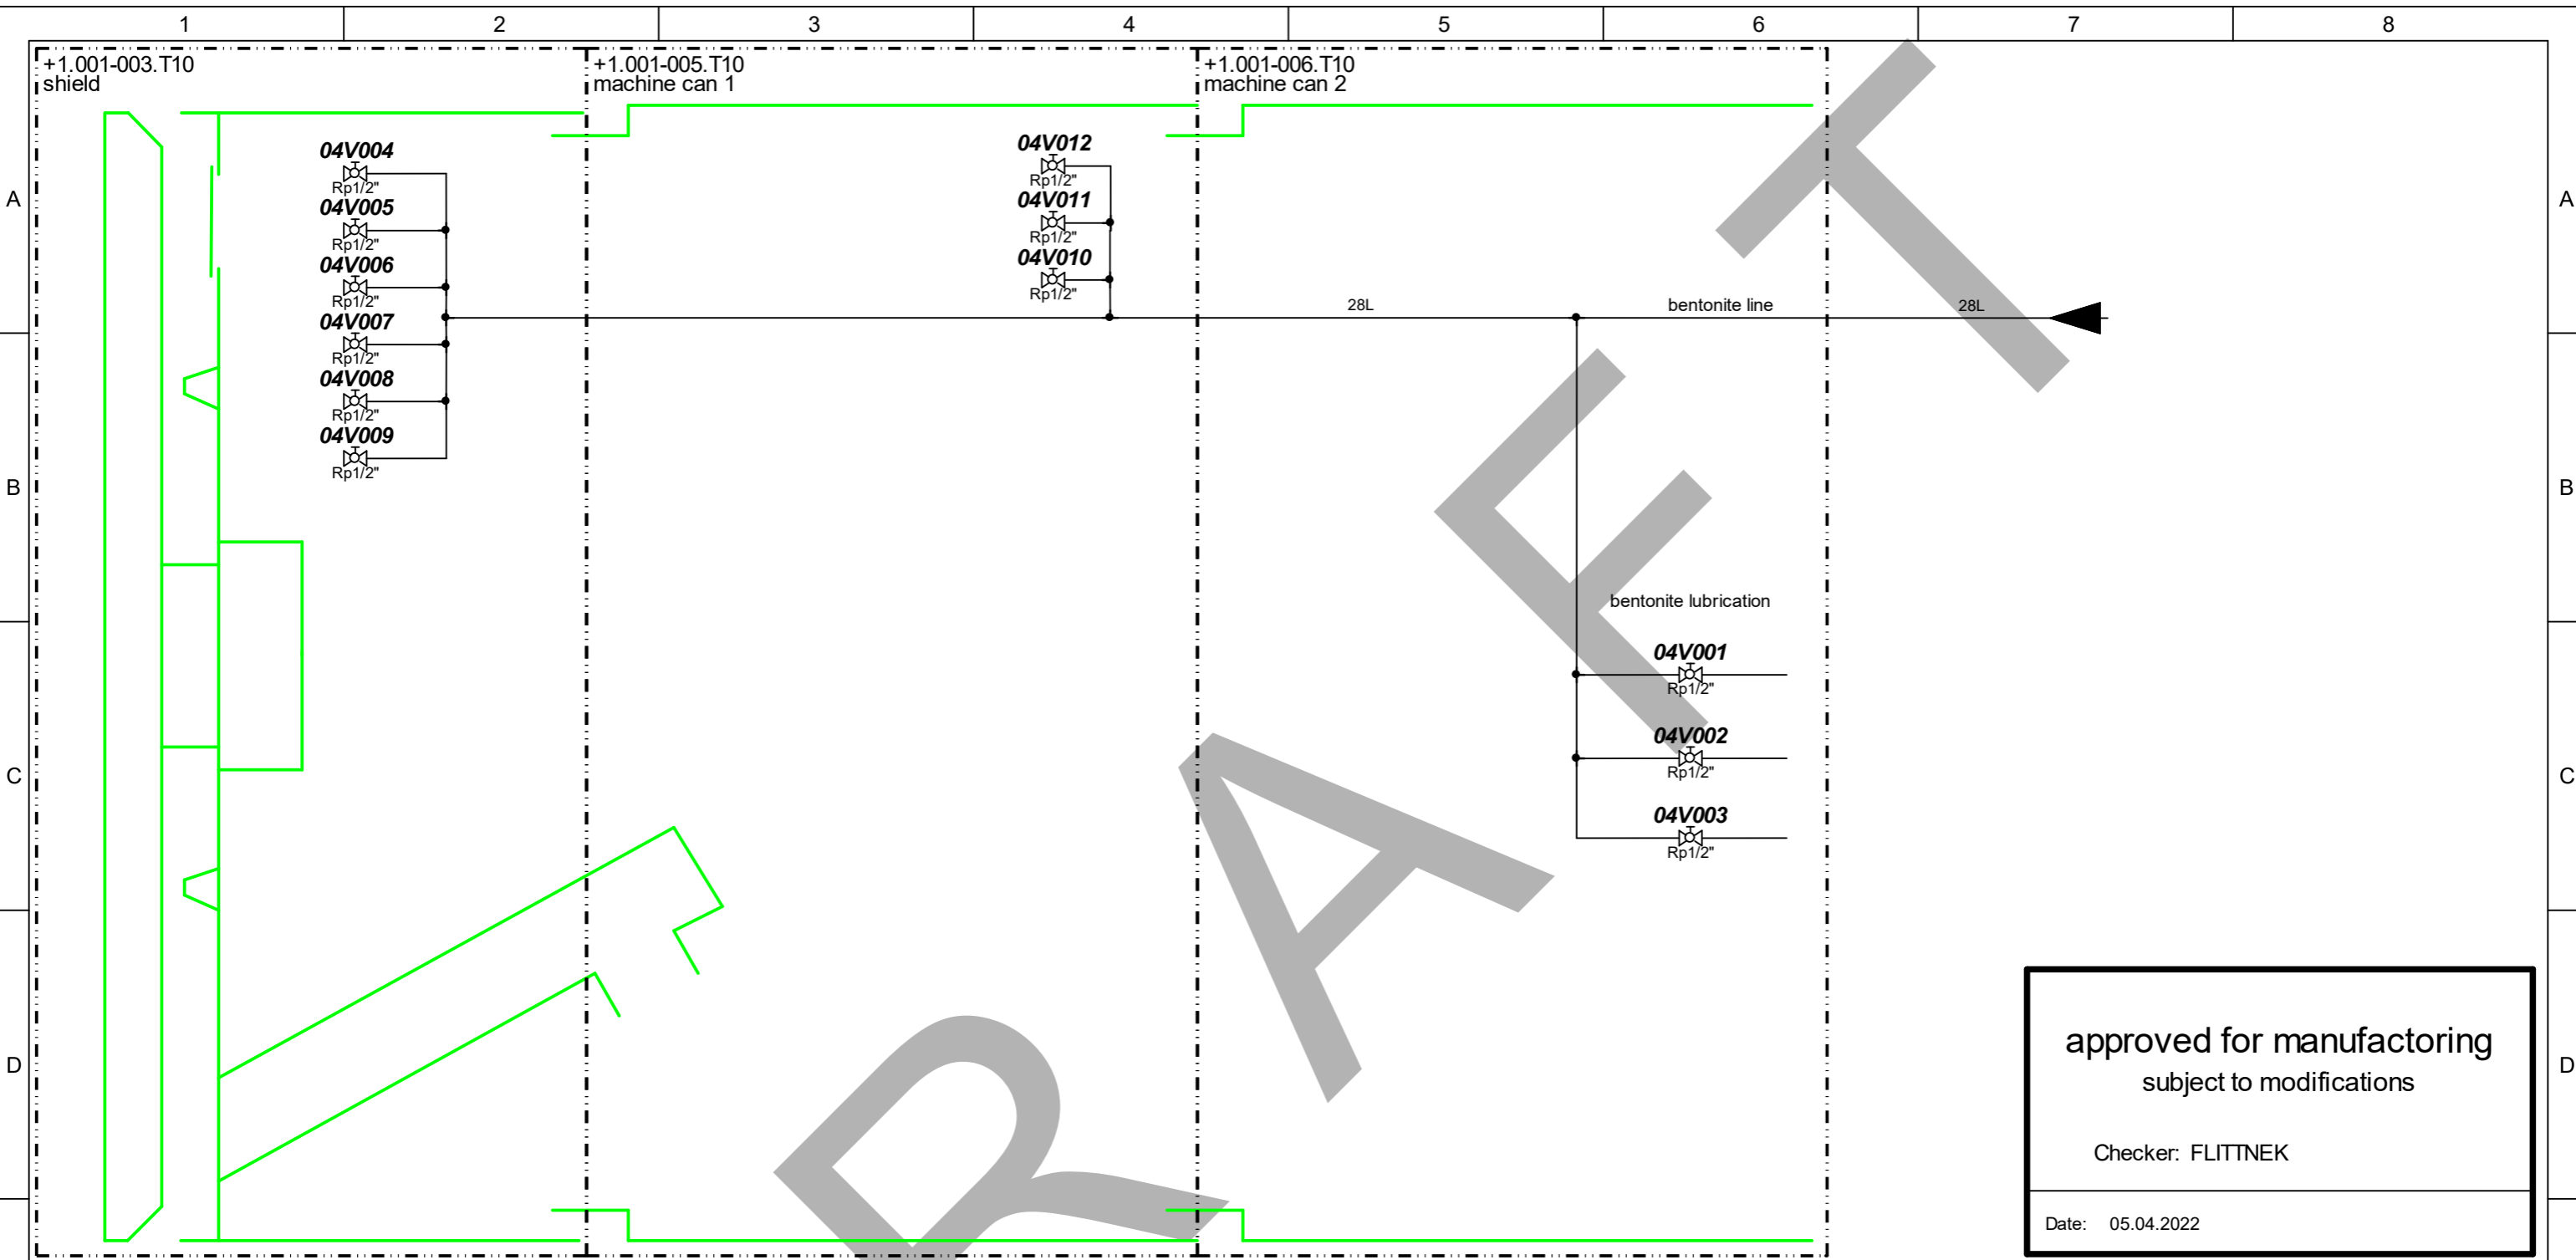 1 2 3 4 5 6 7 8
+1.001-003.T10
shield
+1.001-005.T10
machine can 1
+1.001-006.T10
machine can 2
A
A
04V004
Rp1/2"
04V005
Rp1/2"
04V006
Rp1/2"
04V007
Rp1/2"
04V008
Rp1/2"
04V009
Rp1/2"
04V012
Rp1/2"
04V011
Rp1/2"
04V010
Rp1/2"
28L
bentonite line
28L
B
B
bentonite lubrication
04V001
Rp1/2"
04V002
Rp1/2"
04V003
Rp1/2"
C
C
D
D
RAFT
approved for manufactoring
subject to modifications
Checker: FLITTNEK
Date: 05.04.2022